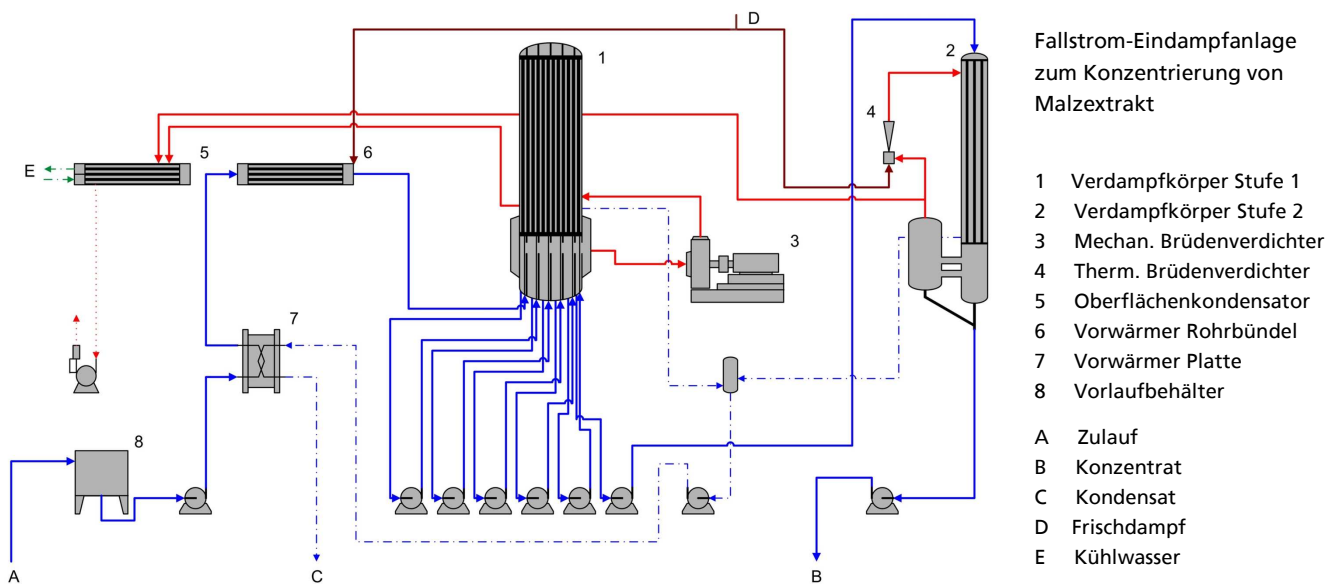 D
1
2
4
5
6
E
3
7
8
A
C
B
Fallstrom-Eindampfanlage
zum Konzentrierung von
Malzextrakt
1 Verdampfkörper Stufe 1
2 Verdampfkörper Stufe 2
3 Mechan. Brüdenverdichter
4 Therm. Brüdenverdichter
5 Oberflächenkondensator
6 Vorwärmer Rohrbündel
7 Vorwärmer Platte
8 Vorlaufbehälter
A Zulauf
B Konzentrat
C Kondensat
D Frischdampf
E Kühlwasser